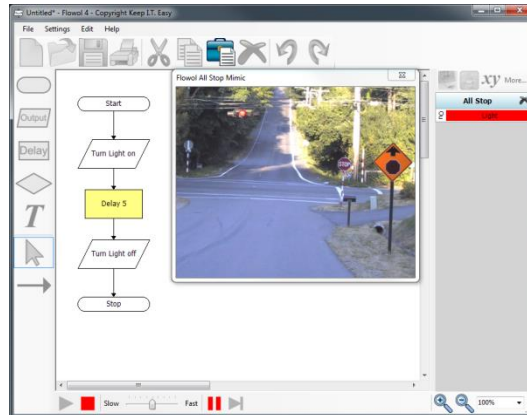 Untitled* - Flowol 4 - Copyright Keep I.T. Easy
File Settings Edit Help
Output
Delay
T
Start
Turn Light on
Delay 5
Turn Light off
Stop
Flowol All Stop Mimic
STOP
xy More...
All Stop
Light
Slow Fast
100%